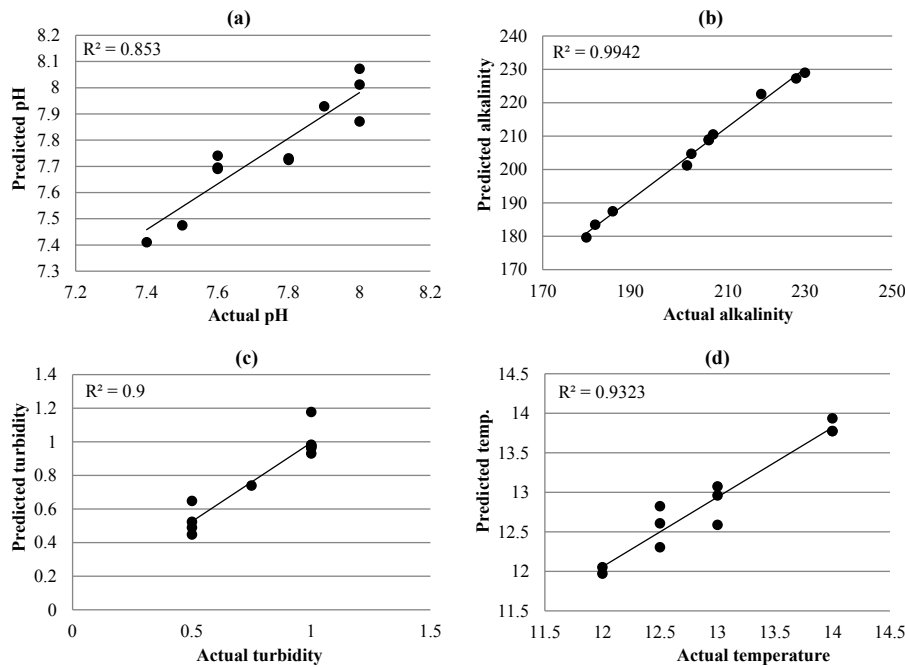 (a)
R² = 0.853
Predicted pH
8.2
8.1
8
7.9
7.8
7.7
7.6
7.5
7.4
7.3
7.2 7.4 7.6 7.8 8 8.2
Actual pH
(b)
R² = 0.9942
Predicted alkalinity
240
230
220
210
200
190
180
170
170 190 210 230 250
Actual alkalinity
(c)
R² = 0.9
Predicted turbidity
1.4
1.2
1
0.8
0.6
0.4
0.2
0
0 0.5 1 1.5
Actual turbidity
(d)
R² = 0.9323
Predicted temp.
14.5
14
13.5
13
12.5
12
11.5
11.5 12 12.5 13 13.5 14 14.5
Actual temperature